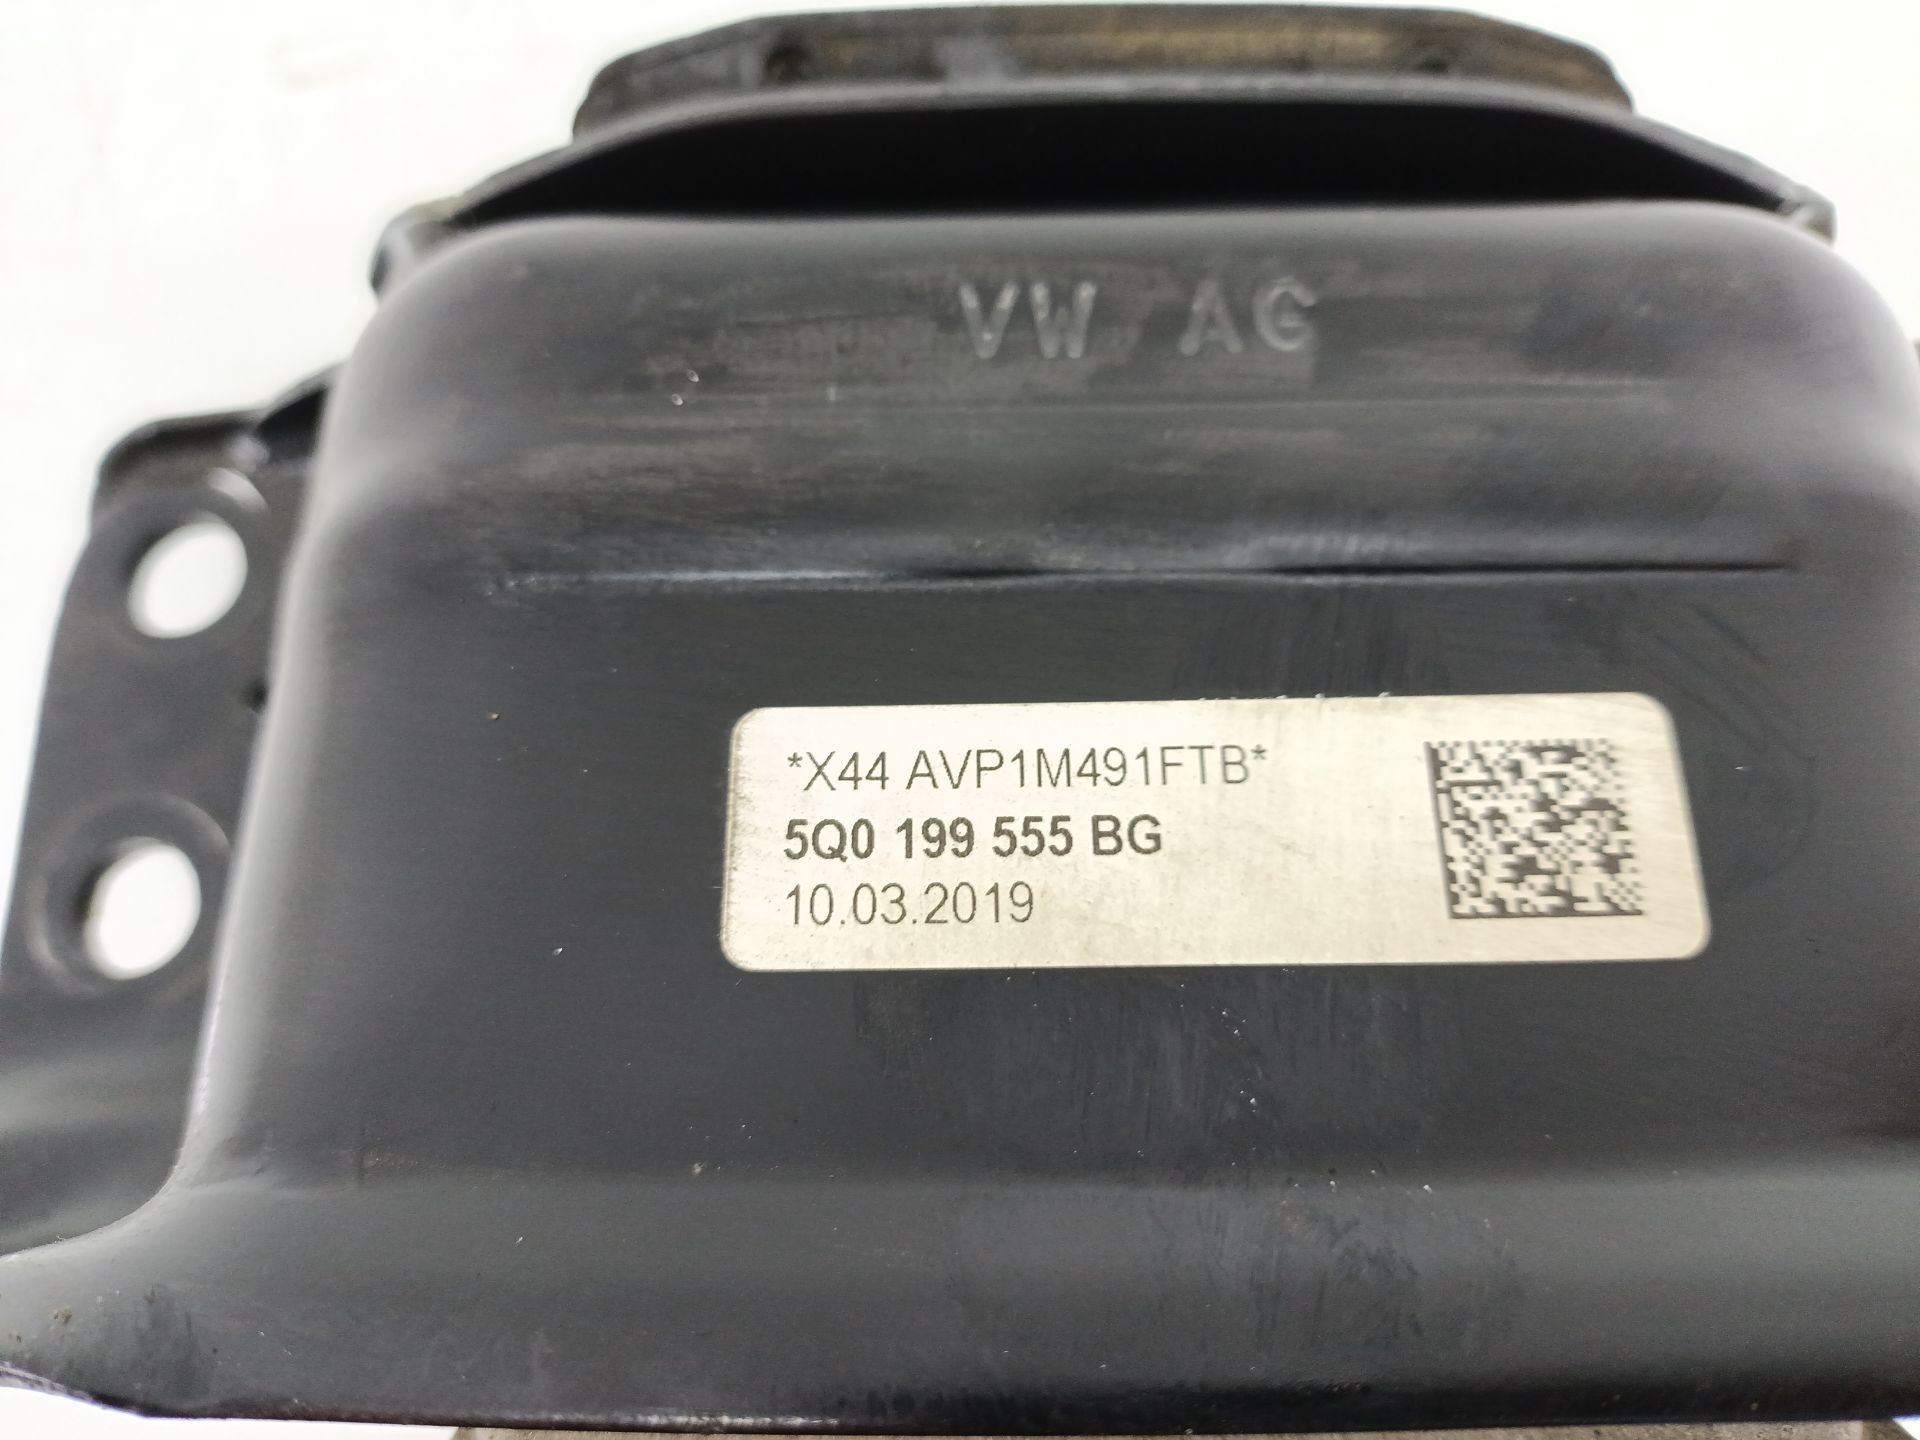 VW AG
*X44 AVP1M491FTB*
5Q0 199 555 BG
10.03.2019